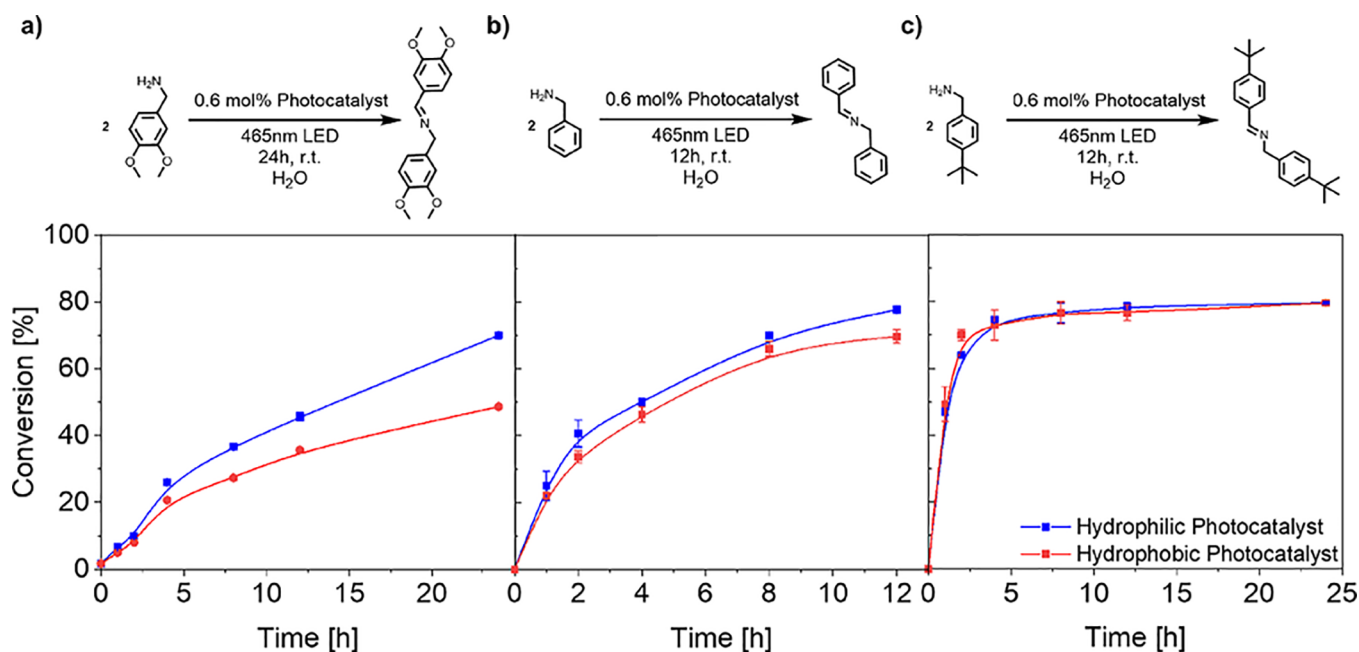 a)
NH₂
2
O
O
0.6 mol% Photocatalyst
465nm LED
24h, r.t.
H₂O
O
O
N
O
O
b)
H₂N
2
0.6 mol% Photocatalyst
465nm LED
12h, r.t.
H₂O
N
c)
H₂N
2
0.6 mol% Photocatalyst
465nm LED
12h, r.t.
H₂O
N
Conversion [%]
100
80
60
40
20
0
0 5 10 15 20
Time [h]
0 2 4 6 8 10 12
Time [h]
Hydrophilic Photocatalyst
Hydrophobic Photocatalyst
0 5 10 15 20 25
Time [h]